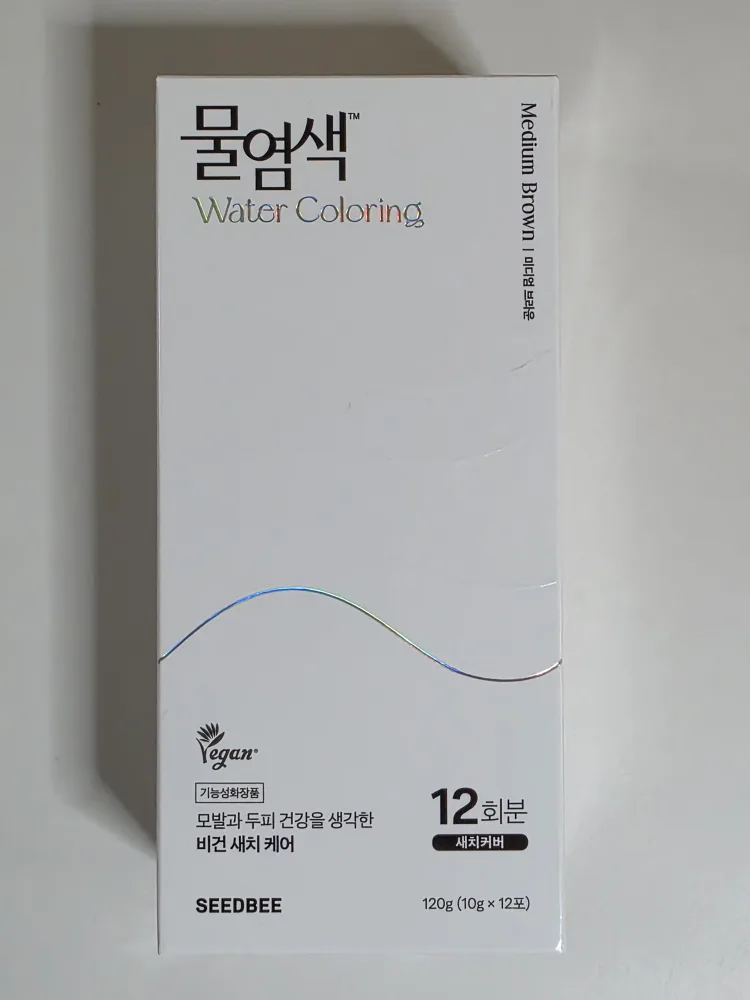 물염색™
Water Coloring
Medium Brown | 미디엄 브라운
Vegan®
기능성화장품
모발과 두피 건강을 생각한
비건 새치 케어
12회분
새치커버
SEEDBEE
120g (10g × 12포)